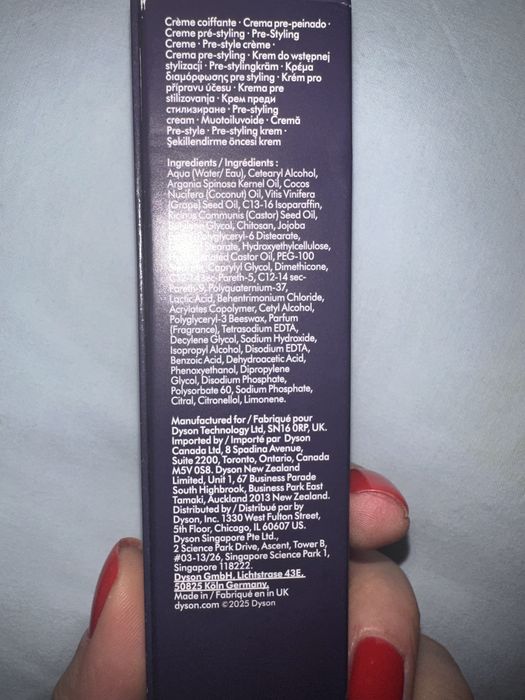 Crème coiffante · Crema pre-peinado ·
Creme pré-styling · Pre-Styling
Creme · Pre-style crème ·
Crema pre-styling · Krem do wstępnej
stylizacji · Pre-stylingkräm · Κρέμα
διαμόρφωσης pre styling · Krém pro
přípravu účesu · Krema pre
stilizovanja · Крем преди
стилизиране · Pre-styling
cream · Muotoiluvoide · Cremă
Pre-style · Pre-styling krem ·
Şekillendirme öncesi krem
Ingredients / Ingrédients :
Aqua (Water/ Eau), Cetearyl Alcohol,
Argania Spinosa Kernel Oil, Cocos
Nucifera (Coconut) Oil, Vitis Vinifera
(Grape) Seed Oil, C13-16 Isoparaffin,
Ricinus Communis (Castor) Seed Oil,
Glycol, Chitosan, Jojoba
Polyglyceryl-6 Distearate,
Stearate, Hydroxyethylcellulose,
Castor Oil, PEG-100
Caprylyl Glycol, Dimethicone,
C12-14 sec-Pareth-5, C12-14 sec-
Pareth-9, Polyquaternium-37,
Lactic Acid, Behentrimonium Chloride,
Acrylates Copolymer, Cetyl Alcohol,
Polyglyceryl-3 Beeswax, Parfum
(Fragrance), Tetrasodium EDTA,
Decylene Glycol, Sodium Hydroxide,
Isopropyl Alcohol, Disodium EDTA,
Benzoic Acid, Dehydroacetic Acid,
Phenoxyethanol, Dipropylene
Glycol, Disodium Phosphate,
Polysorbate 60, Sodium Phosphate,
Citral, Citronellol, Limonene.
Manufactured for / Fabriqué pour
Dyson Technology Ltd, SN16 0RP, UK.
Imported by / Importé par Dyson
Canada Ltd, 8 Spadina Avenue,
Suite 2200, Toronto, Ontario, Canada
M5V 0S8. Dyson New Zealand
Limited, Unit 1, 67 Business Parade
South Highbrook, Business Park East
Tamaki, Auckland 2013 New Zealand.
Distributed by / Distribué par by
Dyson, Inc. 1330 West Fulton Street,
5th Floor, Chicago, IL 60607 US.
Dyson Singapore Pte Ltd.,
2 Science Park Drive, Ascent, Tower B,
#03-13/26, Singapore Science Park 1,
Singapore 118222.
Dyson GmbH, Lichtstrase 43E,
50825 Köln Germany.
Made in / Fabriqué en in UK
dyson.com ©2025 Dyson